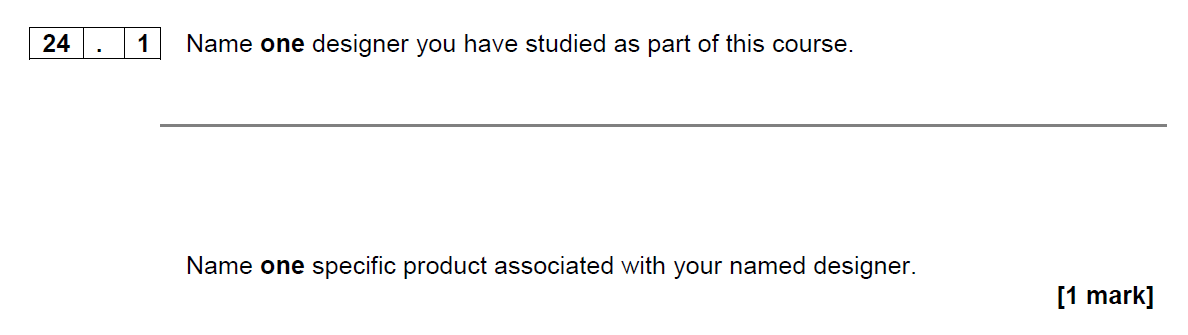 24 . 1 Name one designer you have studied as part of this course.
Name one specific product associated with your named designer.
[1 mark]